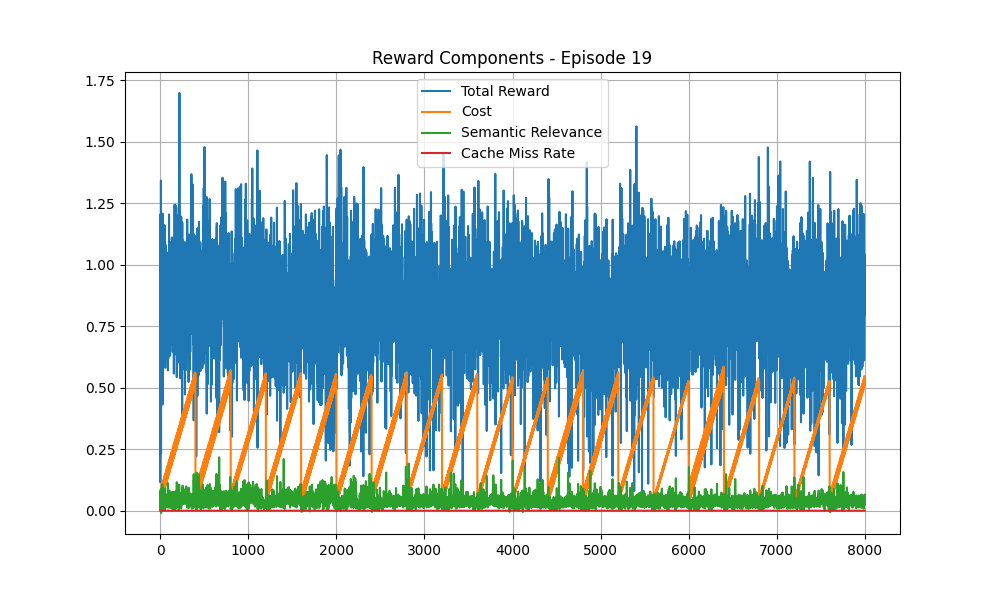 Reward Components - Episode 19
Total Reward
Cost
Semantic Relevance
Cache Miss Rate
1.75
1.50
1.25
1.00
0.75
0.50
0.25
0.00
0 1000 2000 3000 4000 5000 6000 7000 8000